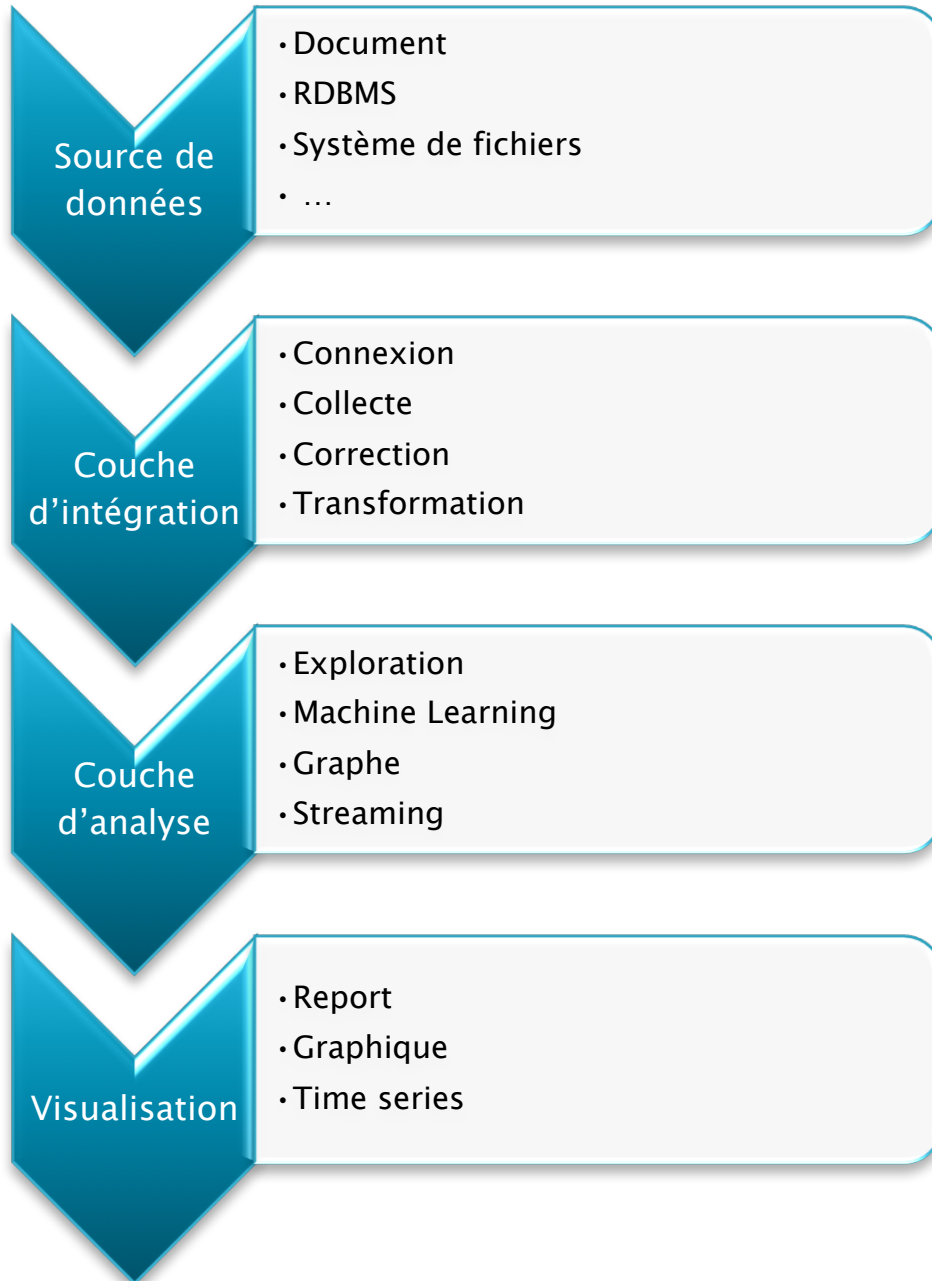 Source de
données
•Document
•RDBMS
•Système de fichiers
• …
Couche
d’intégration
•Connexion
•Collecte
•Correction
•Transformation
Couche
d’analyse
•Exploration
•Machine Learning
•Graphe
•Streaming
Visualisation
•Report
•Graphique
•Time series